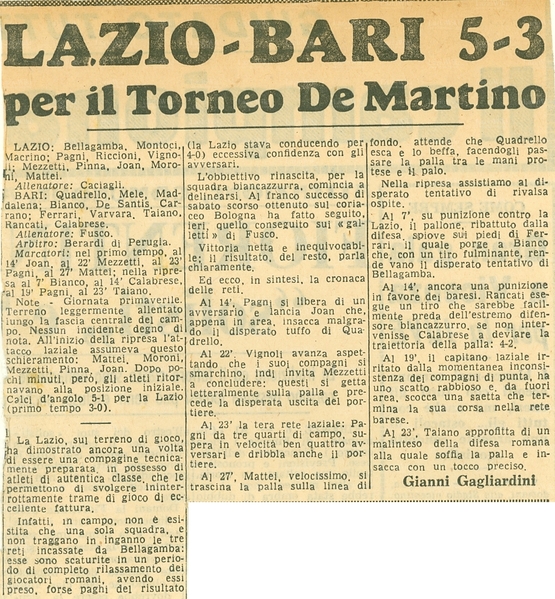 LAZIO-BARI 5-3
per il Torneo De Martino
LAZIO: Bellagamba, Montoci,
Macrino; Pagni, Riccioni, Vigno-
li; Mezzetti, Pinna, Joan, Moro-
ni, Mattei.
Allenatore: Caciagli.
BARI: Quadrello, Mele, Mad-
dalena; Bianco, De Santis, Car-
rano; Ferrari, Varvara, Taiano,
Rancati, Calabrese.
Allenatore: Fusco.
Arbitro: Berardi di Perugia.
Marcatori: nel primo tempo, al
14' Joan, al 22' Mezzetti, al 23'
Pagni, al 27' Mattei; nella ripre-
sa al 7' Bianco, al 14' Calabrese,
al 19' Pagni, al 23' Taiano.
Note - Giornata primaverile.
Terreno leggermente allentato
lungo la fascia centrale del cam-
po. Nessun incidente degno di
nota. All'inizio della ripresa l'at-
tacco laziale assumeva questo
schieramento: Mattei, Moroni,
Mezzetti, Pinna, Joan. Dopo po-
chi minuti, però, gli atleti ritor-
navano alla posizione iniziale.
Calci d'angolo 5-1 per la Lazio
(primo tempo 3-0).
La Lazio, sul terreno di gioco,
ha dimostrato ancora una volta
di essere una compagine tecnica-
mente preparata, in possesso di
atleti di autentica classe, che le
permettono di svolgere ininter-
rottamente trame di gioco di ec-
cellente fattura.
Infatti, in campo, non è esi-
stita che una sola squadra, e
non traggano in inganno le tre
reti incassate da Bellagamba:
esse sono scaturite in un perio-
do di completo rilassamento dei
giocatori romani, avendo essi
preso, forse paghi del risultato
(la Lazio stava conducendo per
4-0) eccessiva confidenza con gli
avversari.
L'obiettivo rinascita, per la
squadra biancazzurra, comincia a
delinearsi. Al franco successo di
sabato scorso ottenuto sul coria-
ceo Bologna ha fatto seguito,
ieri, quello conseguito sui «gal-
letti» di Fusco.
Vittoria netta e inequivocabi-
le; il risultato, del resto, parla
chiaramente.
Ed ecco, in sintesi, la cronaca
delle reti.
Al 14', Pagni si libera di un
avversario e lancia Joan che,
appena in area, insacca malgra-
do il disperato tuffo di Qua-
drello.
Al 22', Vignoli avanza aspet-
tando che i suoi compagni si
smarchino, indi invita Mezzetti
a concludere; questi si getta
letteralmente sulla palla e pre-
cede la disperata uscita del por-
tiere.
Al 23' la tera rete laziale: Pa-
gni da tre quarti di campo, su-
pera in velocità ben quattro av-
versari e dribbla anche il por-
tiere.
Al 27', Mattei, velocissimo, si
trascina la palla sulla linea di
fondo, attende che Quadrello
esca e lo beffa, facendogli pas-
sare la palla tra le mani pro-
tese e il palo.
Nella ripresa assistiamo al di-
sperato tentativo di rivalsa
ospite.
Al 7', su punizione contro la
Lazio, il pallone, ribattuto dalla
difesa, spiove sui piedi di Fer-
rari, il quale porge a Bianco
che, con un tiro fulminante, ren-
de vano il disperato tentativo di
Bellagamba.
Al 14', ancora una punizione
in favore dei baresi. Rancati ese-
gue un tiro che sarebbe facil-
mente preda dell'estremo difen-
sore biancazzurro, se non inter-
venisse Calabrese a deviare la
traiettoria della palla: 4-2.
Al 19', il capitano laziale ir-
ritato dalla momentanea incon-
sistenza dei compagni di punta, ha
uno scatto rabbioso e, da fuori
area, scocca una saetta che ter-
mina la sua corsa nella rete
barese.
Al 23', Taiano approfitta di un
malinteso della difesa romana
alla quale soffia la palla e in-
sacca con un tocco preciso.
Gianni Gagliardini